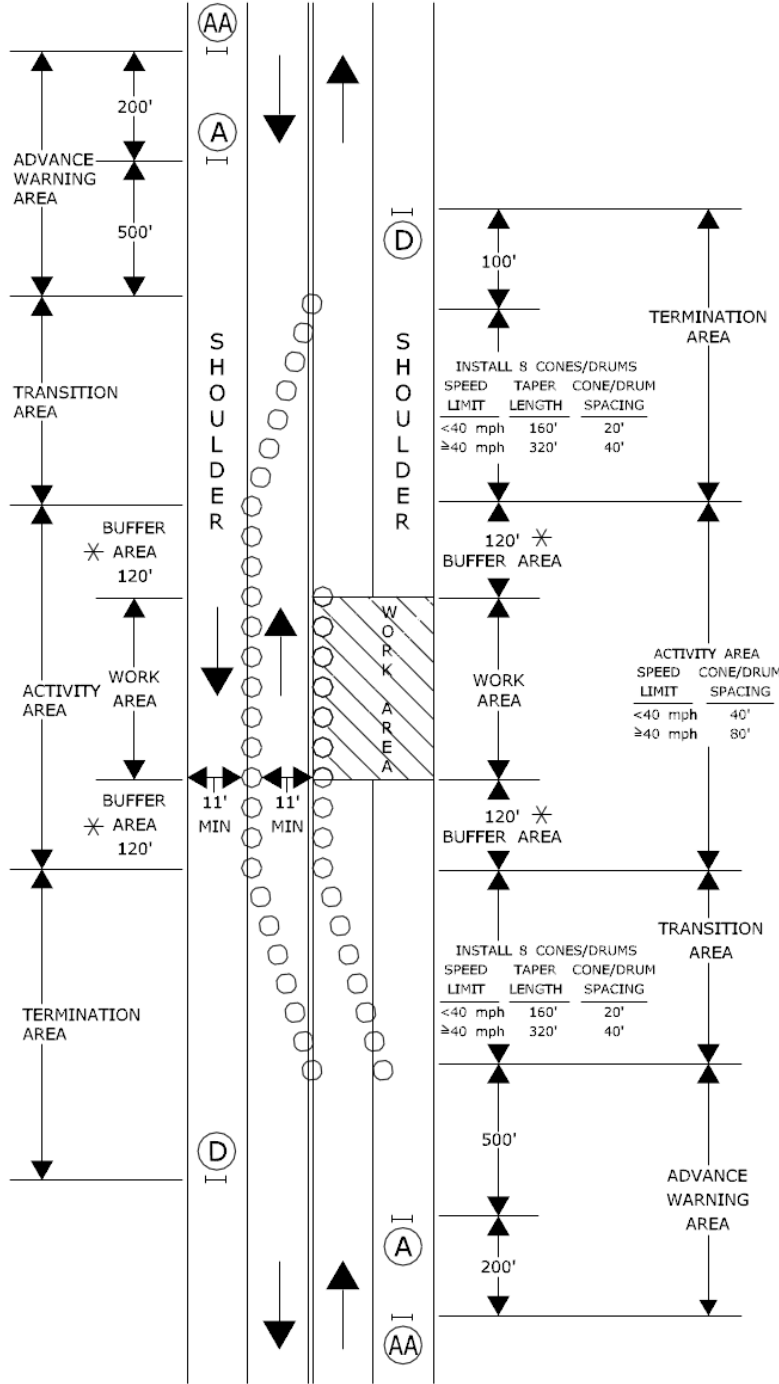 AA
200'
A
ADVANCE
WARNING
AREA
500'
D
100'
TERMINATION
AREA
SHOULDER
SHOULDER
TRANSITION
AREA
INSTALL 8 CONES/DRUMS
SPEED TAPER CONE/DRUM
LIMIT LENGTH SPACING
<40 mph 160' 20'
≧40 mph 320' 40'
BUFFER
* AREA
120'
120' *
BUFFER AREA
WORK AREA
WORK
AREA
ACTIVITY
AREA
WORK
AREA
ACTIVITY AREA
SPEED CONE/DRUM
LIMIT SPACING
<40 mph 40'
≧40 mph 80'
11'
MIN
11'
MIN
BUFFER
* AREA
120'
120' *
BUFFER AREA
TRANSITION
AREA
INSTALL 8 CONES/DRUMS
SPEED TAPER CONE/DRUM
LIMIT LENGTH SPACING
<40 mph 160' 20'
≧40 mph 320' 40'
TERMINATION
AREA
500'
D
ADVANCE
WARNING
AREA
A
200'
AA